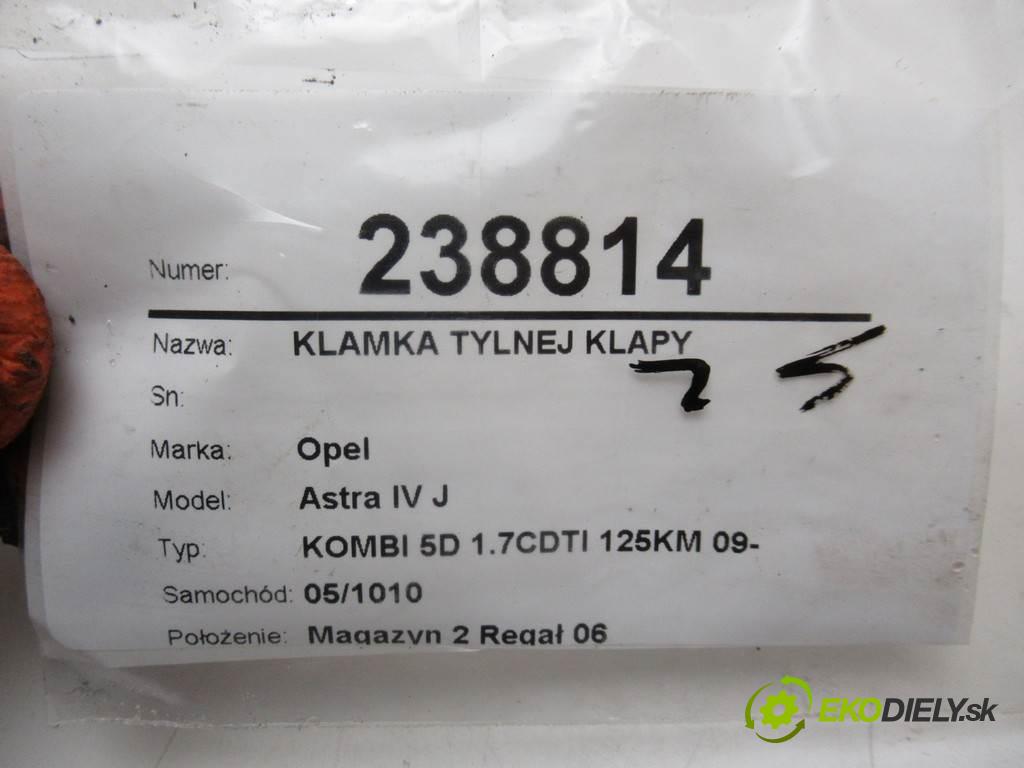 Numer: 238814
Nazwa: KLAMKA TYLNEJ KLAPY
25
Sn:
Marka: Opel
Model: Astra IV J
Typ: KOMBI 5D 1.7CDTI 125KM 09-
Samochód: 05/1010
Położenie: Magazyn 2 Regał 06
EKODIELY.sk